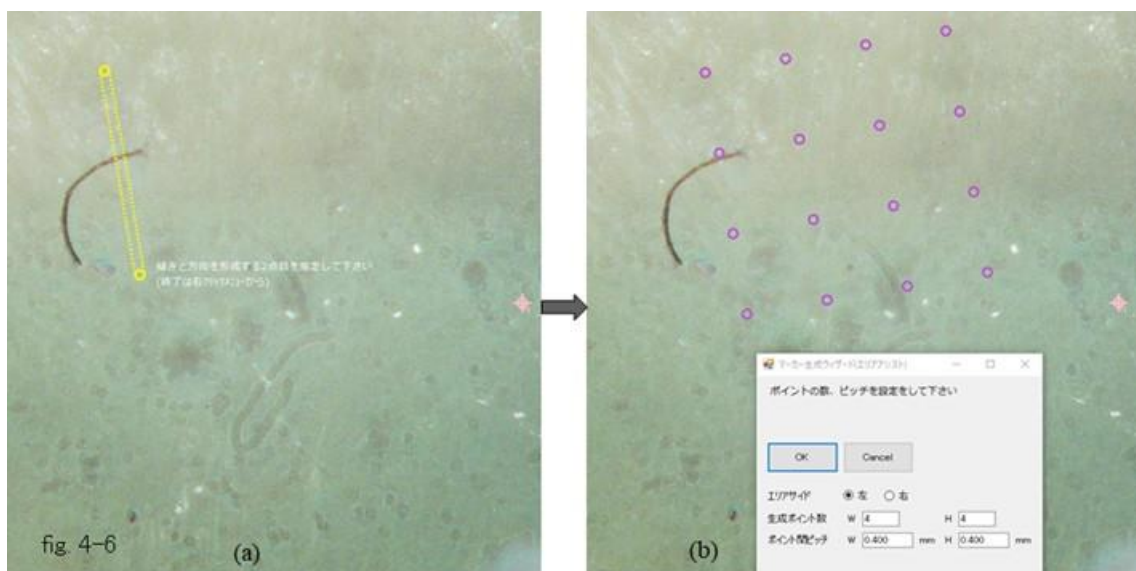 傾きと方向を形成する2点目を指定して下さい
(終了は右クリックメニューから)
fig. 4-6
(a)
マーカー生成ウィザード(エリアアシスト)
ポイントの数、ピッチを設定をして下さい
OK
Cancel
エリアサイド 左 右
生成ポイント数 W 4 H 4
ポイント間ピッチ W 0.400 mm H 0.400 mm
(b)